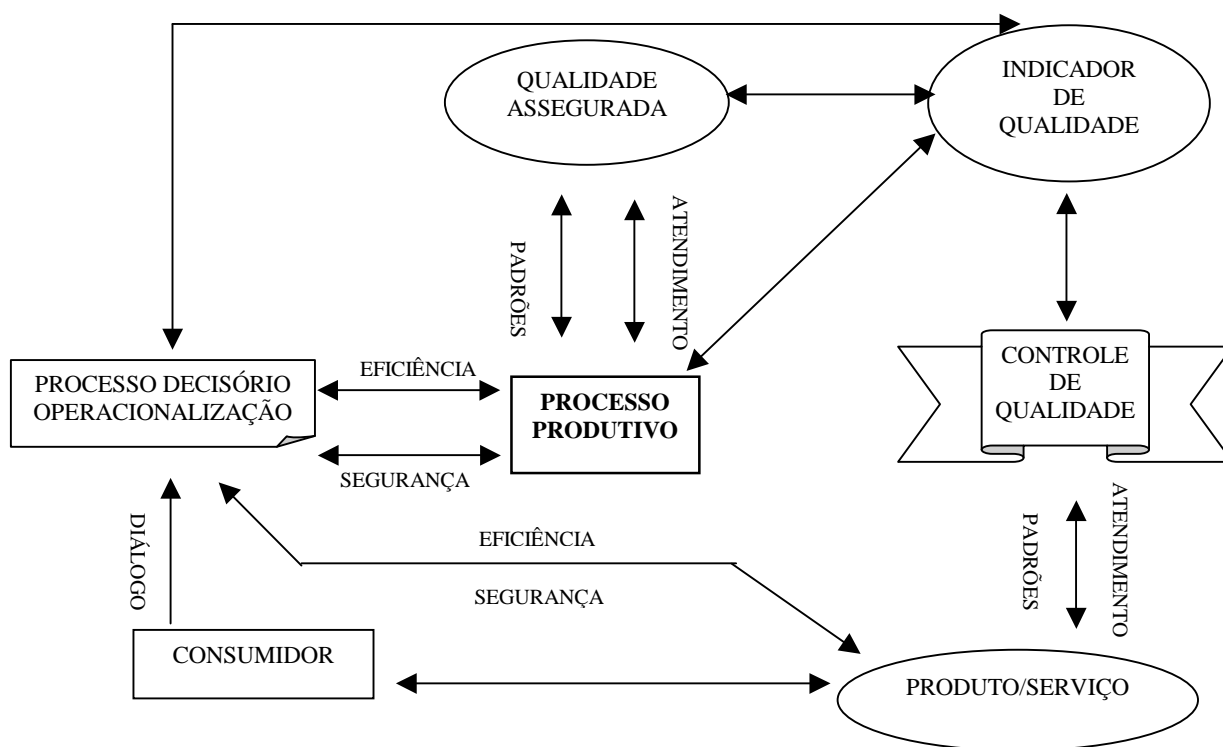 QUALIDADE
ASSEGURADA
INDICADOR
DE
QUALIDADE
PADRÕES
ATENDIMENTO
PROCESSO DECISÓRIO
OPERACIONALIZAÇÃO
EFICIÊNCIA
SEGURANÇA
PROCESSO
PRODUTIVO
CONTROLE
DE
QUALIDADE
DIÁLOGO
EFICIÊNCIA
SEGURANÇA
PADRÕES
ATENDIMENTO
CONSUMIDOR
PRODUTO/SERVIÇO